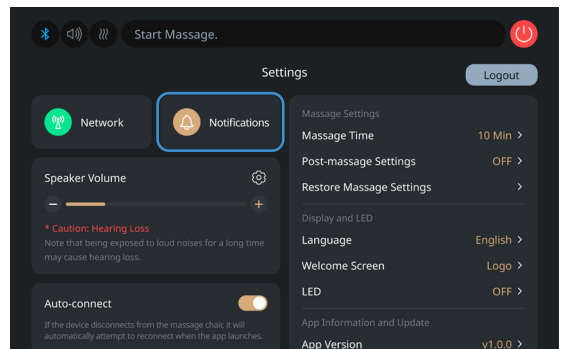 Start Massage.
Settings
Logout
Network
Notifications
Speaker Volume
* Caution: Hearing Loss
Note that being exposed to loud noises for a long time
may cause hearing loss.
Auto-connect
If the device disconnects from the massage chair, it will
automatically attempt to reconnect when the app launches.
Massage Settings
Massage Time 10 Min >
Post-massage Settings OFF >
Restore Massage Settings >
Display and LED
Language English >
Welcome Screen Logo >
LED OFF >
App Information and Update
App Version v1.0.0 >